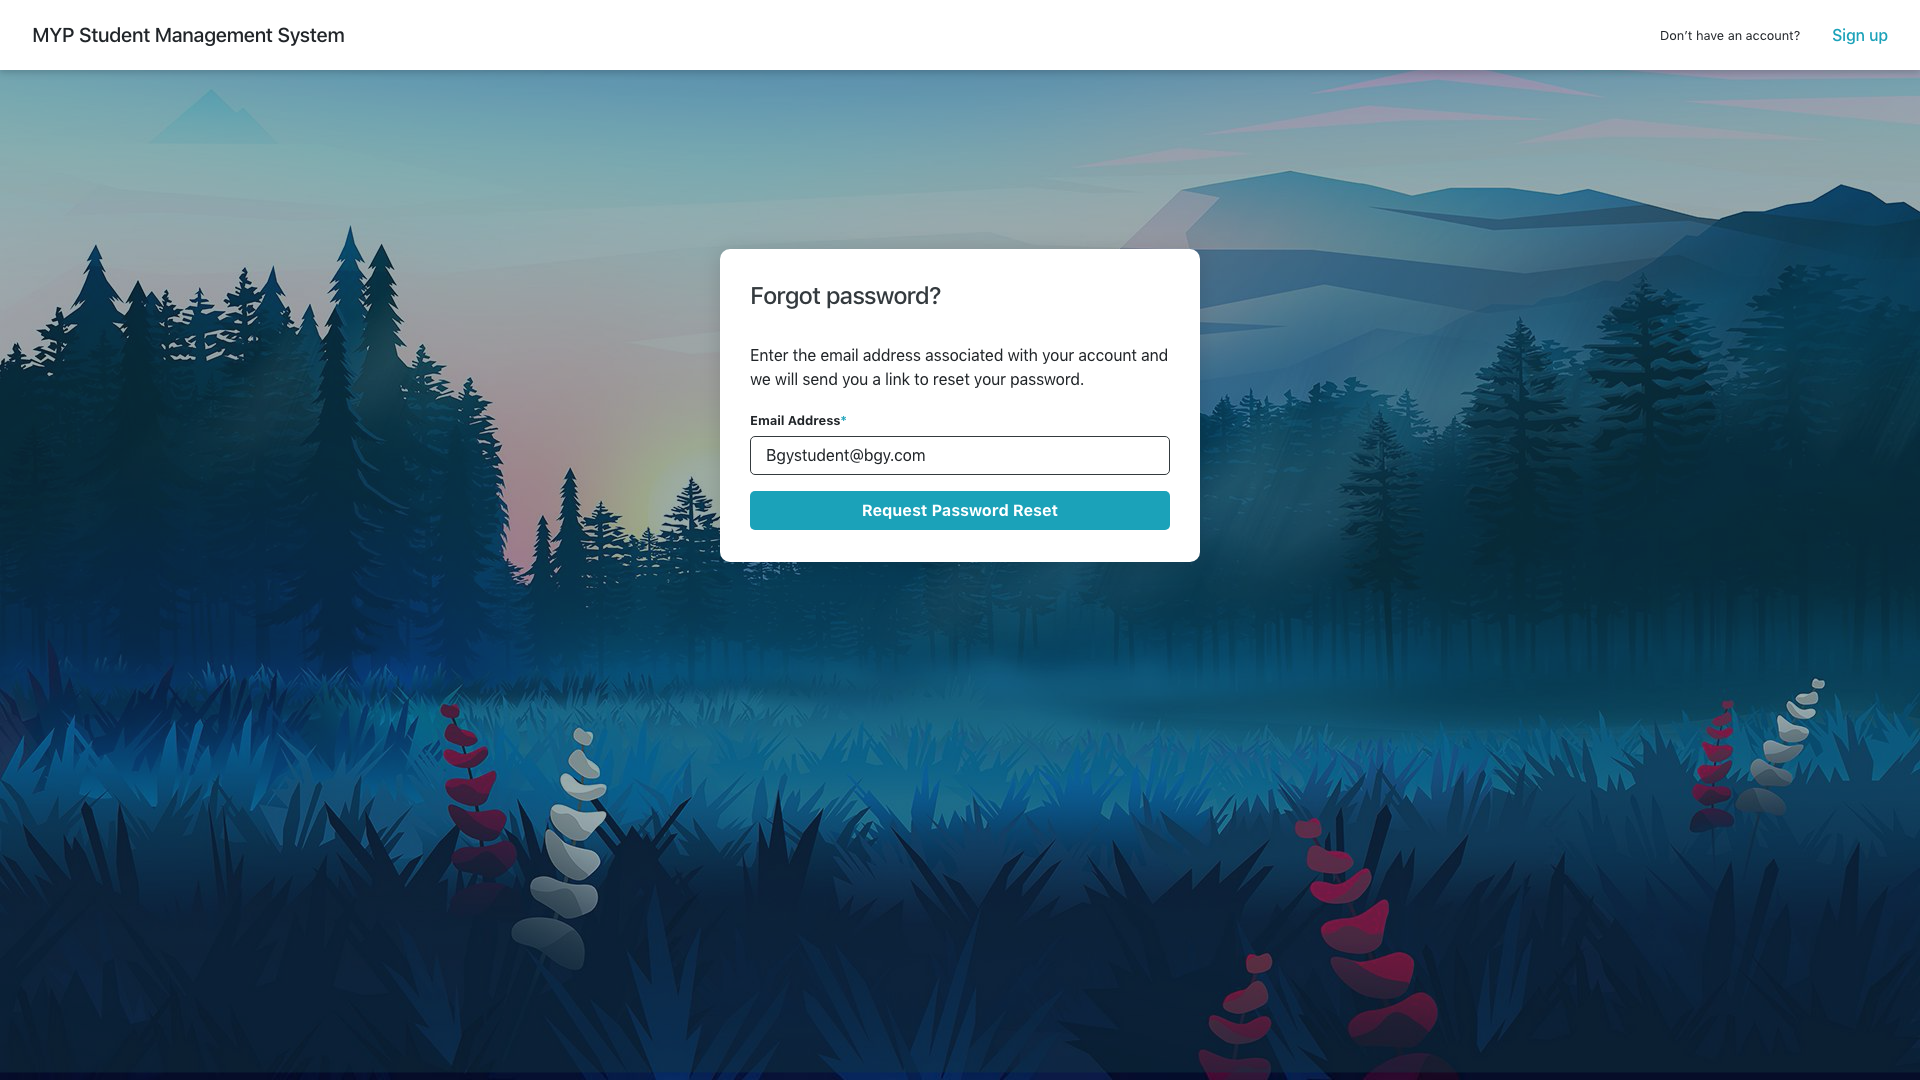 MYP Student Management System
Don't have an account?
Sign up
Forgot password?
Enter the email address associated with your account and
we will send you a link to reset your password.
Email Address*
Bgystudent@bgy.com
Request Password Reset